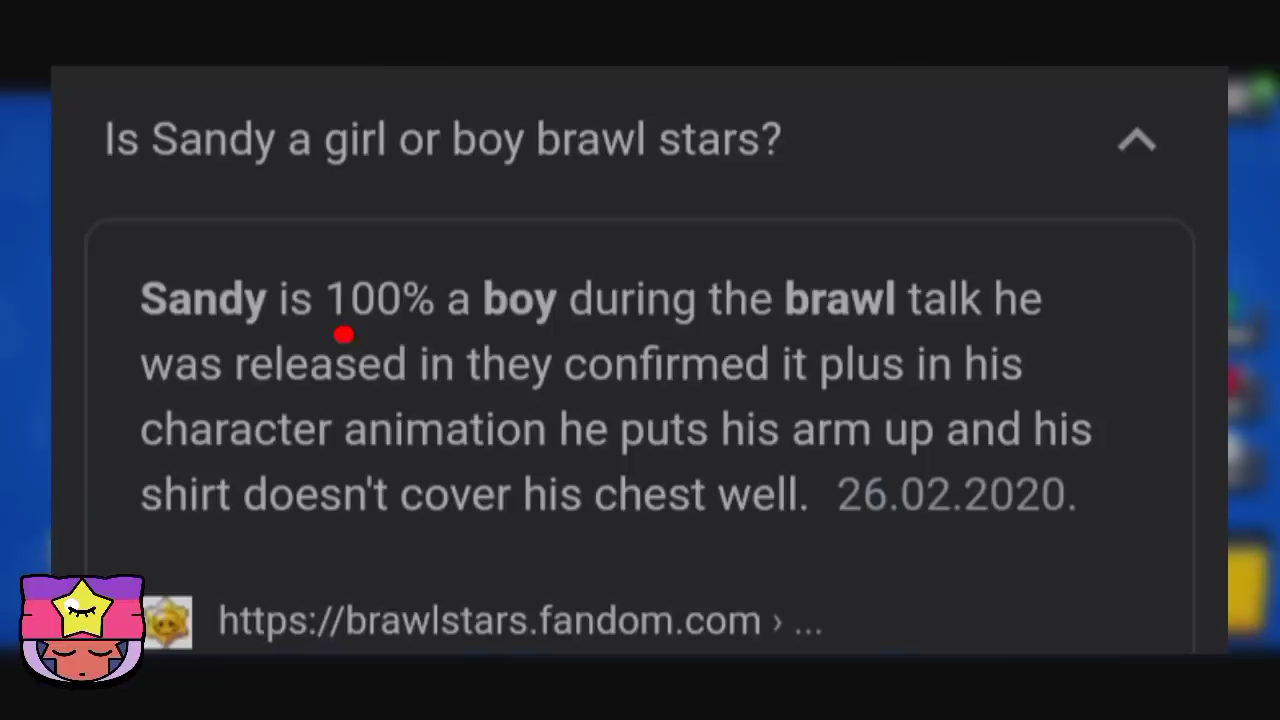 Is Sandy a girl or boy brawl stars?
Sandy is 100% a boy during the brawl talk he
was released in they confirmed it plus in his
character animation he puts his arm up and his
shirt doesn't cover his chest well. 26.02.2020.
https://brawlstars.fandom.com › ...